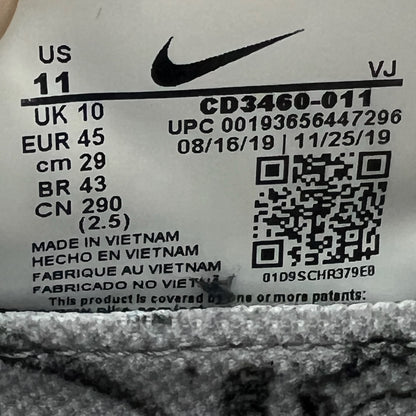 US
11
VJ
UK 10
CD3460-011
EUR 45
UPC 00193656447296
cm 29
08/16/19 | 11/25/19
BR 43
CN 290
(2.5)
MADE IN VIETNAM
HECHO EN VIETNAM
FABRIQUE AU VIETNAM
FABRICADO NO VIETNAM
01D9SCHR379EB
This product is covered by one or more patents: